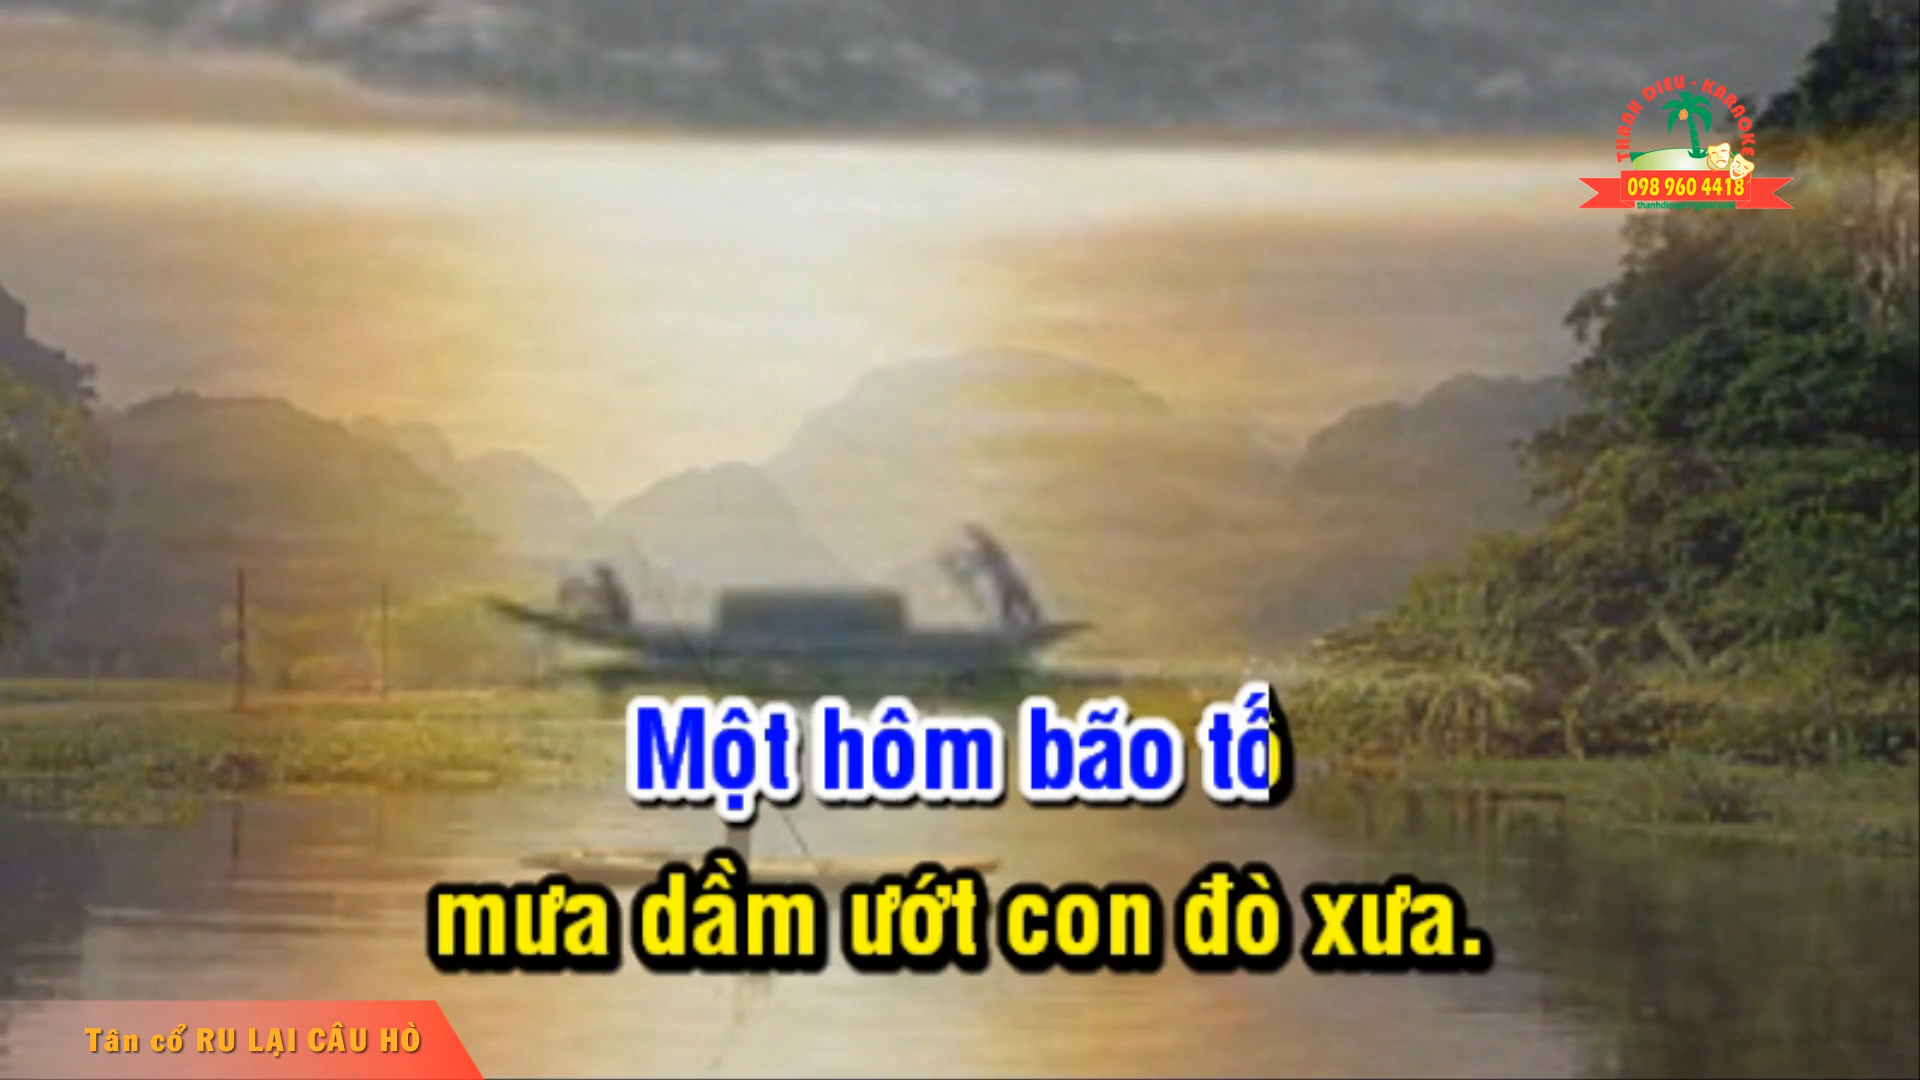 THANH DIEU - KARAOKE
098 960 4418
Một hôm bão tố
mưa dầm ướt con đò xưa.
Tân cổ RU LẠI CÂU HÒ